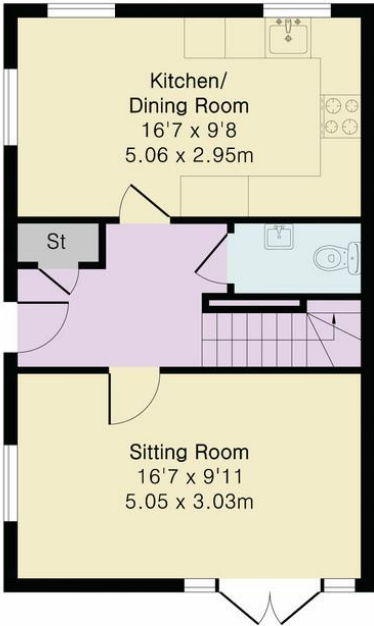 Kitchen/
Dining Room
16'7 x 9'8
5.06 x 2.95m
St
Sitting Room
16'7 x 9'11
5.05 x 3.03m